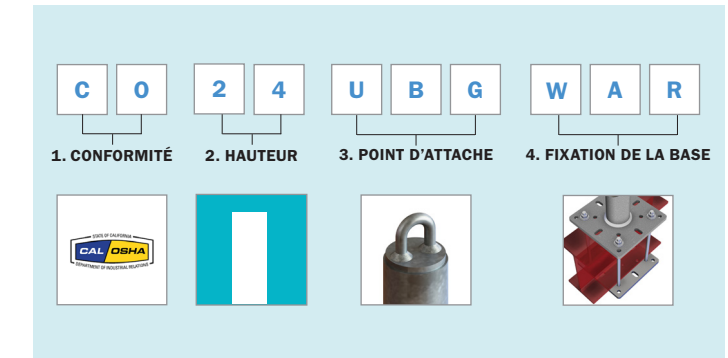 C O 2 4 U B G W A R
1. CONFORMITÉ 2. HAUTEUR 3. POINT D'ATTACHE 4. FIXATION DE LA BASE
STATE OF CALIFORNIA
CAL OSHA
DEPARTMENT OF INDUSTRIAL RELATIONS